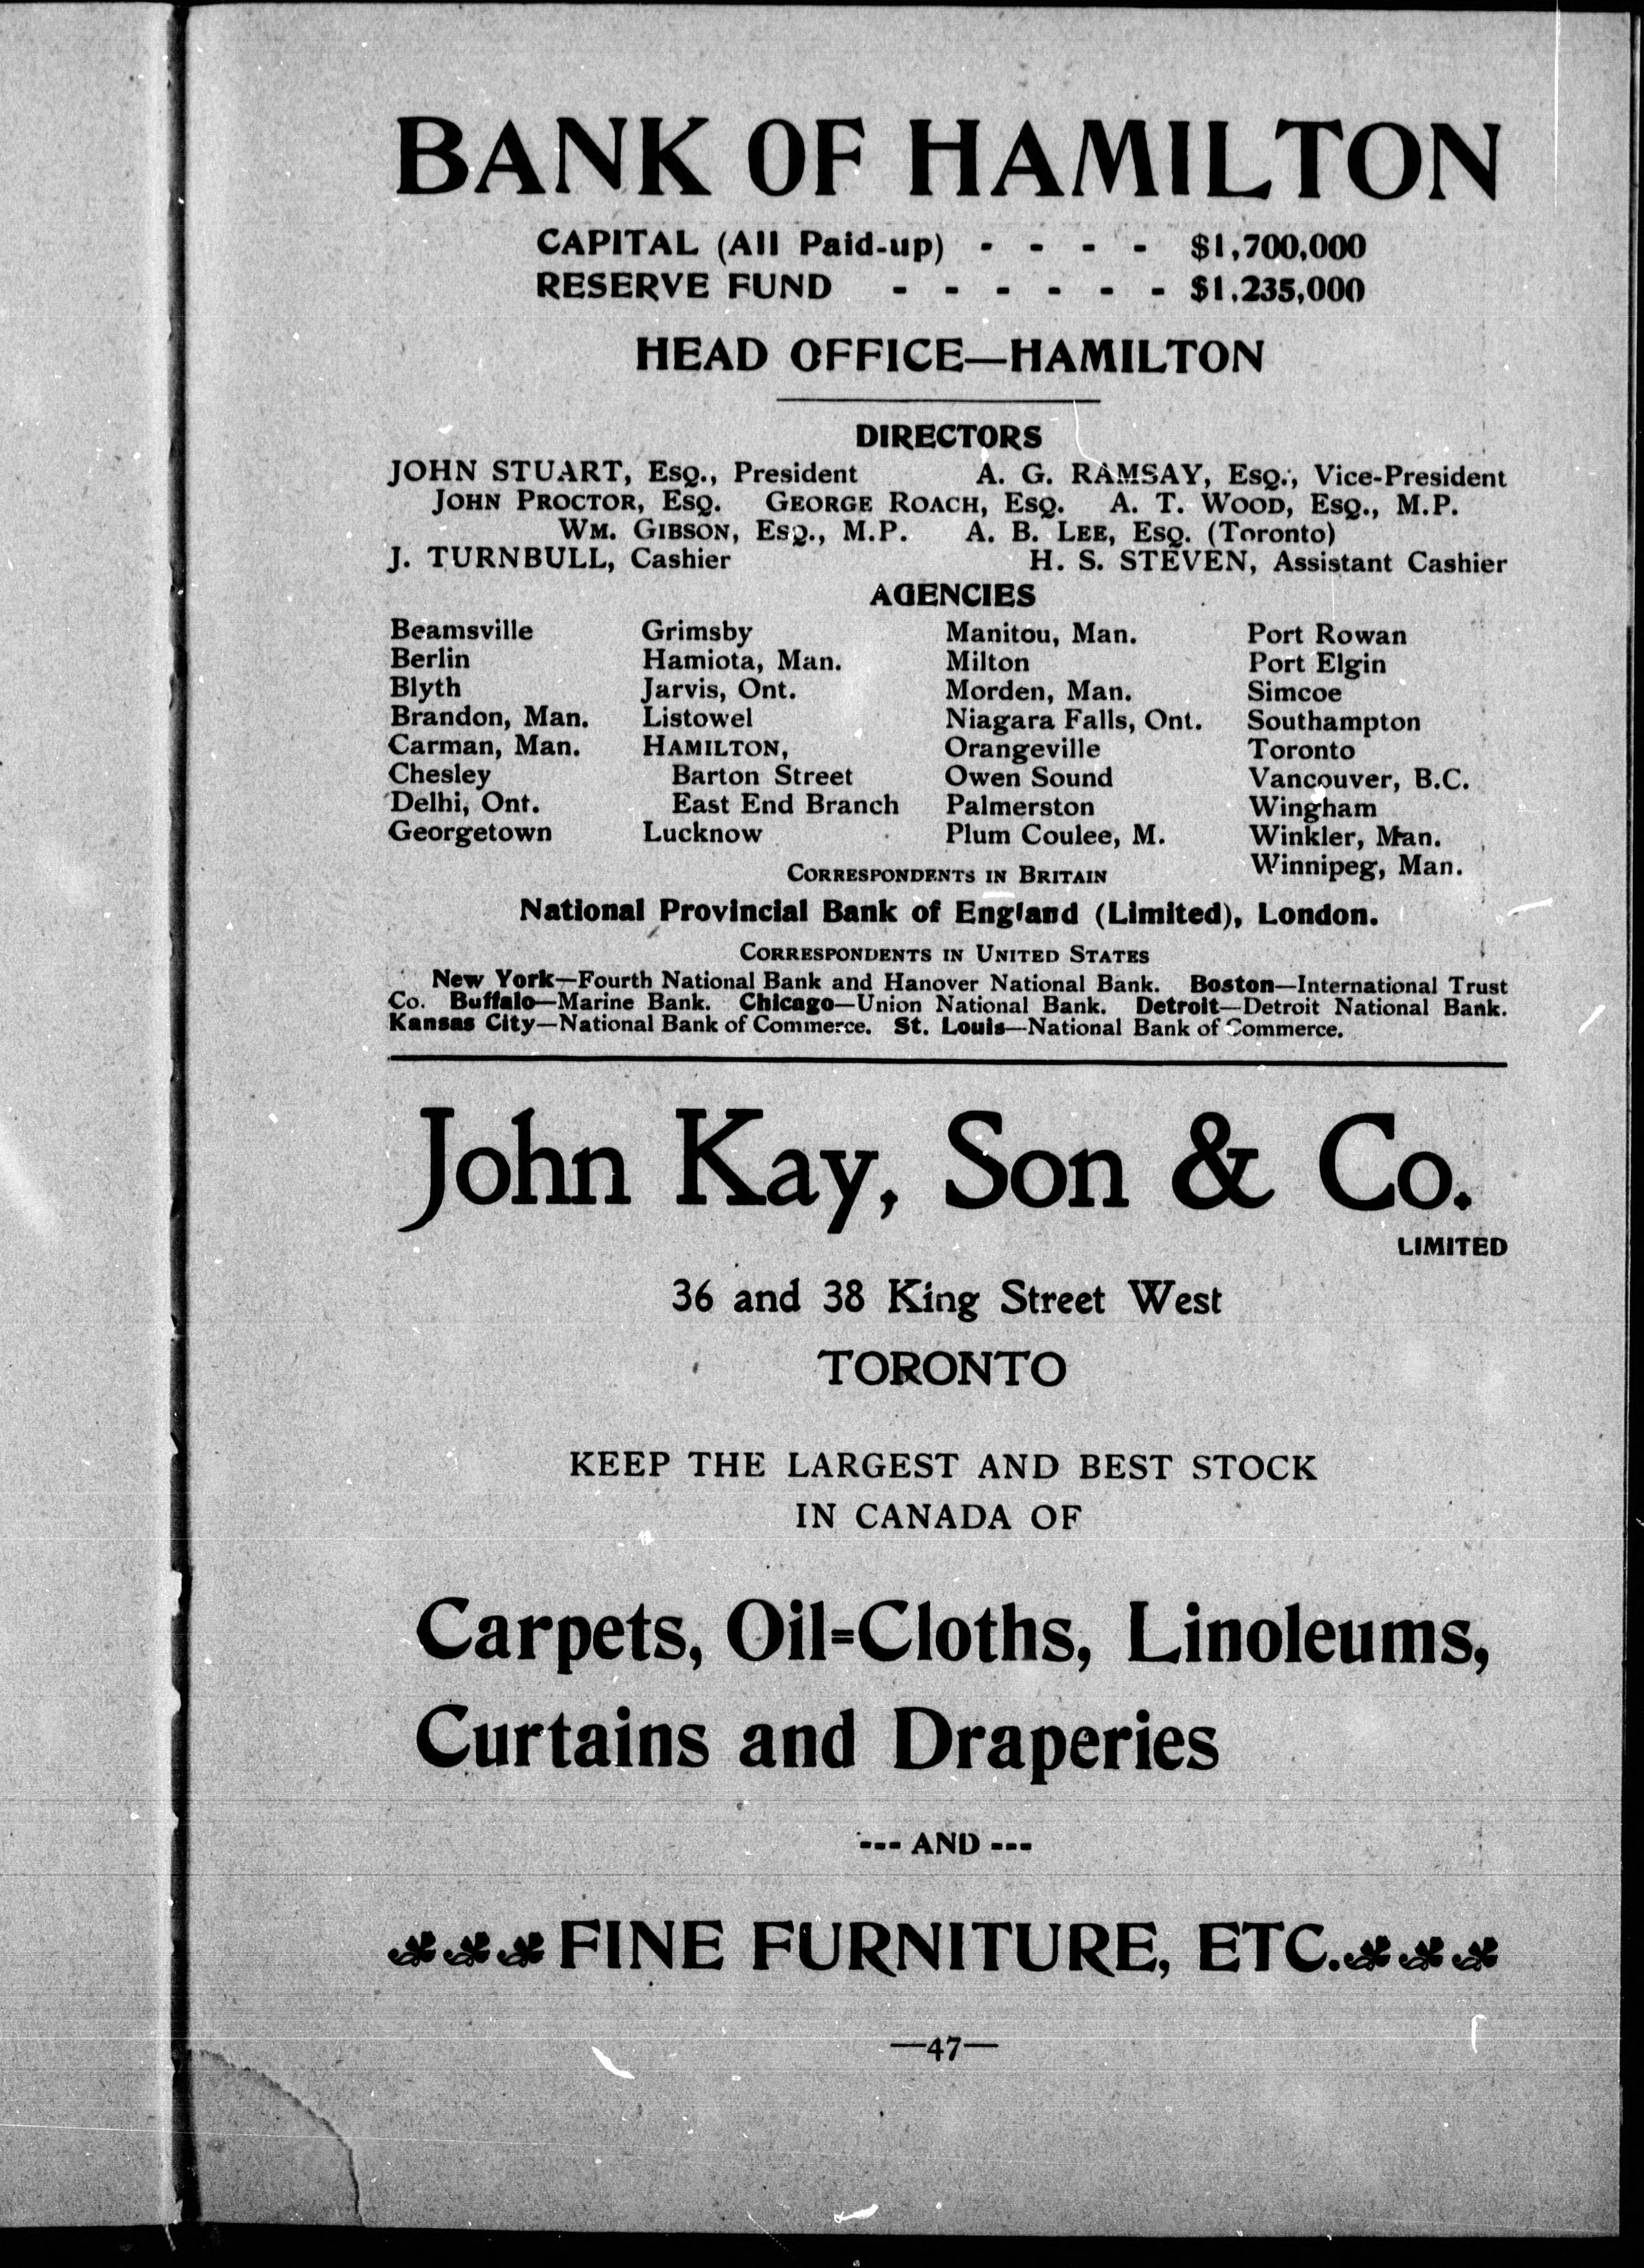 BANK OF HAMILTON
CAPITAL (All Paid-up) - - - - $1,700,000
RESERVE FUND - - - - - - $1,235,000
HEAD OFFICE—HAMILTON
DIRECTORS
JOHN STUART, Esq., President A. G. RAMSAY, Esq., Vice-President
JOHN PROCTOR, ESQ. GEORGE ROACH, ESQ. A. T. WOOD, ESQ., M.P.
WM. GIBSON, ESQ., M.P. A. B. LEE, ESQ. (Toronto)
J. TURNBULL, Cashier H. S. STEVEN, Assistant Cashier
AGENCIES
Beamsville Grimsby Manitou, Man. Port Rowan
Berlin Hamiota, Man. Milton Port Elgin
Blyth Jarvis, Ont. Morden, Man. Simcoe
Brandon, Man. Listowel Niagara Falls, Ont. Southampton
Carman, Man. HAMILTON, Orangeville Toronto
Chesley Barton Street Owen Sound Vancouver, B.C.
Delhi, Ont. East End Branch Palmerston Wingham
Georgetown Lucknow Plum Coulee, M. Winkler, Man.
Winnipeg, Man.
CORRESPONDENTS IN BRITAIN
National Provincial Bank of England (Limited), London.
CORRESPONDENTS IN UNITED STATES
New York—Fourth National Bank and Hanover National Bank. Boston—International Trust
Co. Buffalo—Marine Bank. Chicago—Union National Bank. Detroit—Detroit National Bank.
Kansas City—National Bank of Commerce. St. Louis—National Bank of Commerce.
John Kay, Son & Co.
LIMITED
36 and 38 King Street West
TORONTO
KEEP THE LARGEST AND BEST STOCK
IN CANADA OF
Carpets, Oil=Cloths, Linoleums,
Curtains and Draperies
--- AND ---
FINE FURNITURE, ETC.
—47—